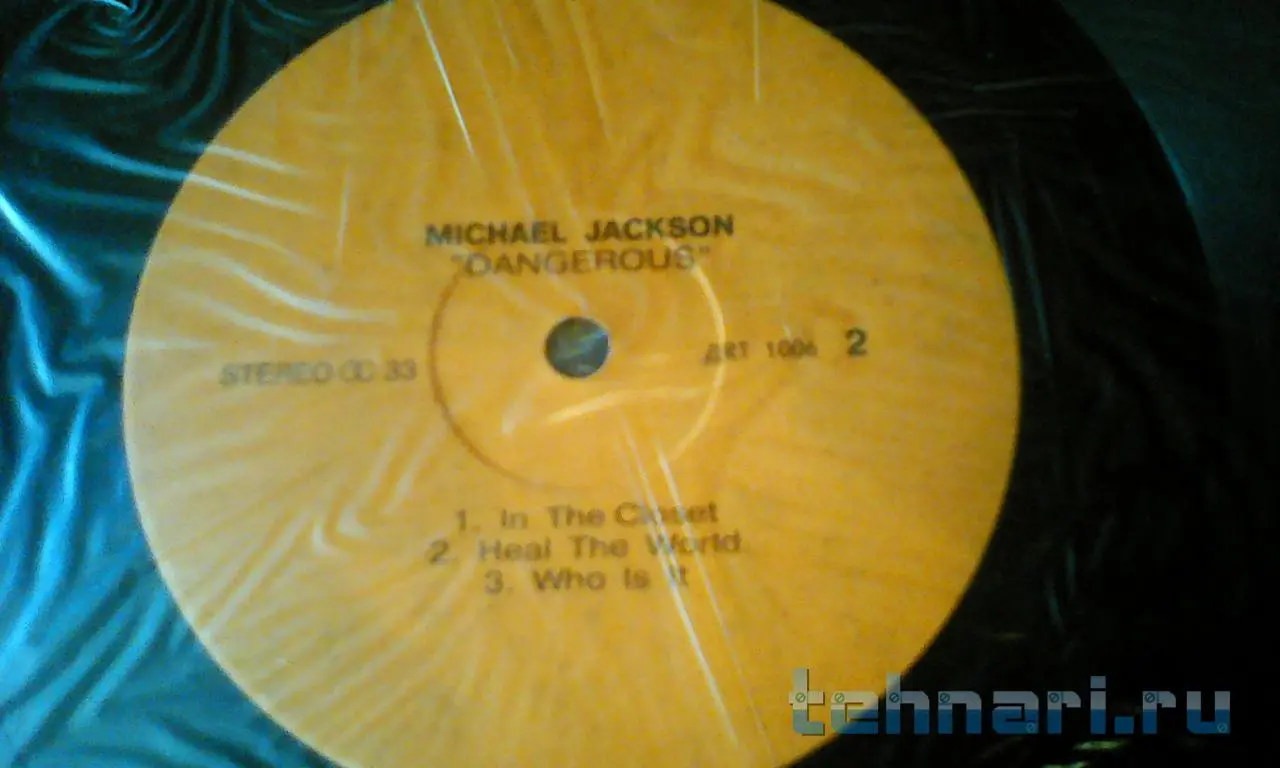 MICHAEL JACKSON
"DANGEROUS"
STEREO 33
ART 1006 2
1. In The Closet
2. Heal The World
3. Who Is It
tehnari.ru